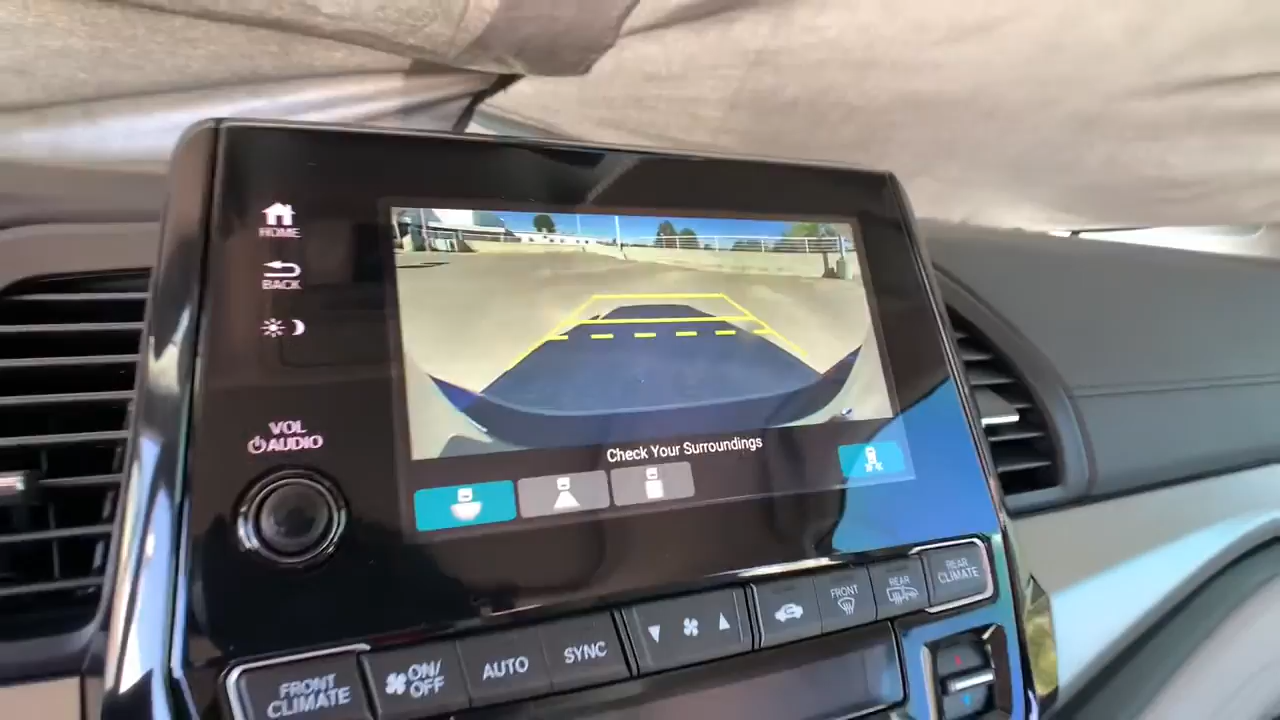 HOME
BACK
VOL
AUDIO
Check Your Surroundings
FRONT
CLIMATE
ON/
OFF
AUTO
SYNC
FRONT
REAR
REAR
CLIMATE